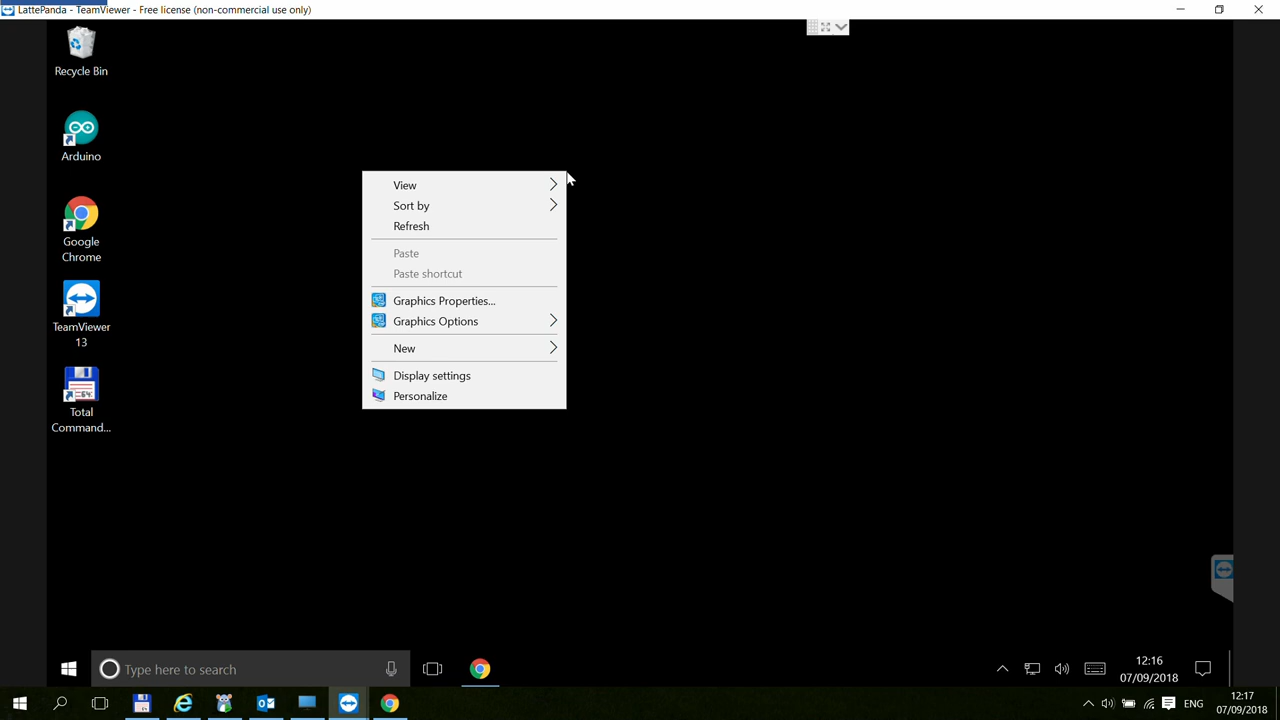 LattePanda - TeamViewer - Free license (non-commercial use only)
Recycle Bin
Arduino
Google
Chrome
TeamViewer
13
Total
Command...
View
Sort by
Refresh
Paste
Paste shortcut
Graphics Properties...
Graphics Options
New
Display settings
Personalize
Type here to search
12:16
07/09/2018
ENG
12:17
07/09/2018